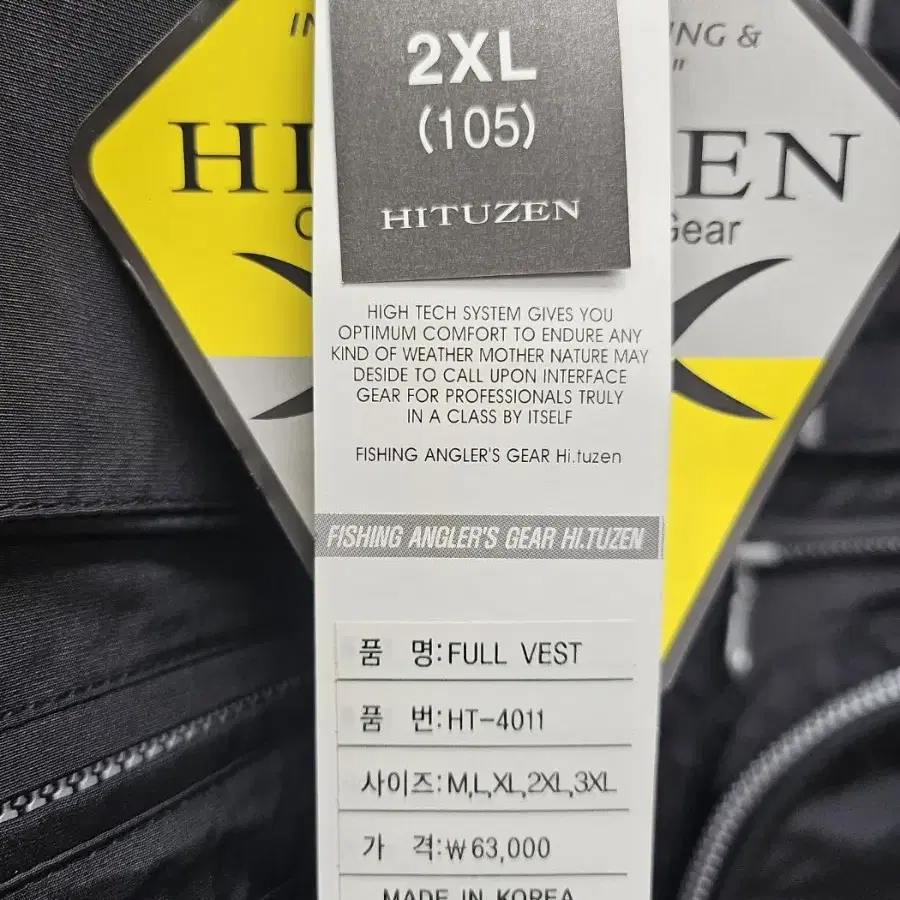 2XL
(105)
HITUZEN
HIGH TECH SYSTEM GIVES YOU
OPTIMUM COMFORT TO ENDURE ANY
KIND OF WEATHER MOTHER NATURE MAY
DESIDE TO CALL UPON INTERFACE
GEAR FOR PROFESSIONALS TRULY
IN A CLASS BY ITSELF
FISHING ANGLER'S GEAR Hi.tuzen
FISHING ANGLER'S GEAR HI.TUZEN
품 명:FULL VEST
품 번:HT-4011
사이즈:M,L,XL,2XL,3XL
가 격:₩63,000
MADE IN KOREA
&
Gear